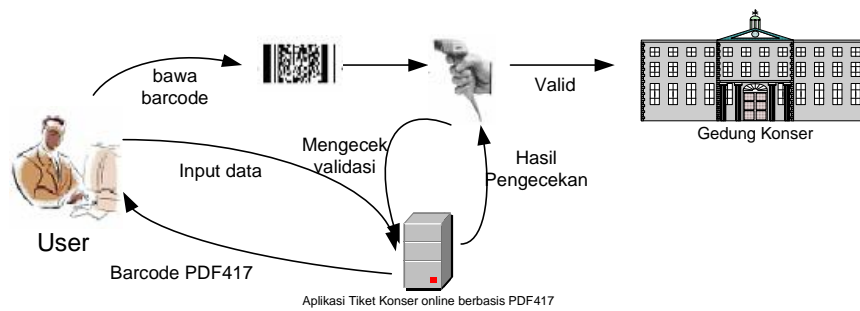 bawa
barcode
Valid
Gedung Konser
Mengecek
validasi
Hasil
Pengecekan
Input data
User
Barcode PDF417
Aplikasi Tiket Konser online berbasis PDF417